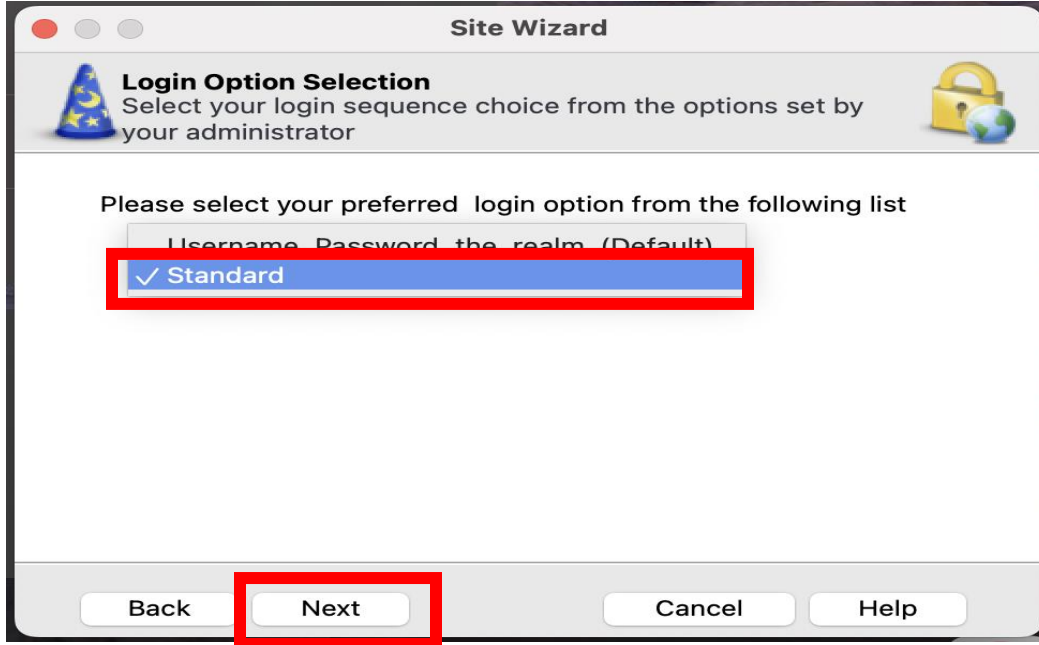 Site Wizard
Login Option Selection
Select your login sequence choice from the options set by
your administrator
Please select your preferred login option from the following list
Username Password the realm (Default)
✓ Standard
Back
Next
Cancel
Help